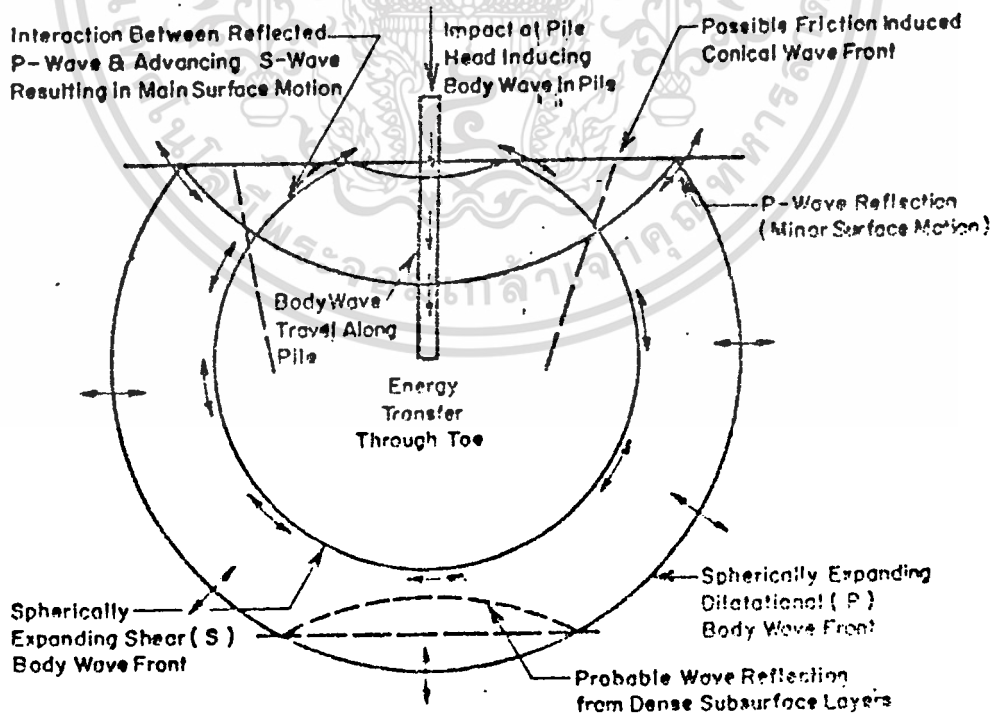 Interaction Between Reflected
P-Wave & Advancing S-Wave
Resulting in Main Surface Motion
Impact at Pile
Head Inducing
Body Wave in Pile
Possible Friction Induced
Conical Wave Front
P-Wave Reflection
(Minor Surface Motion)
Body Wave
Travel Along
Pile
Energy
Transfer
Through Toe
Spherically
Expanding Shear (S)
Body Wave Front
Spherically Expanding
Dilatational (P)
Body Wave Front
Probable Wave Reflection
from Dense Subsurface Layers